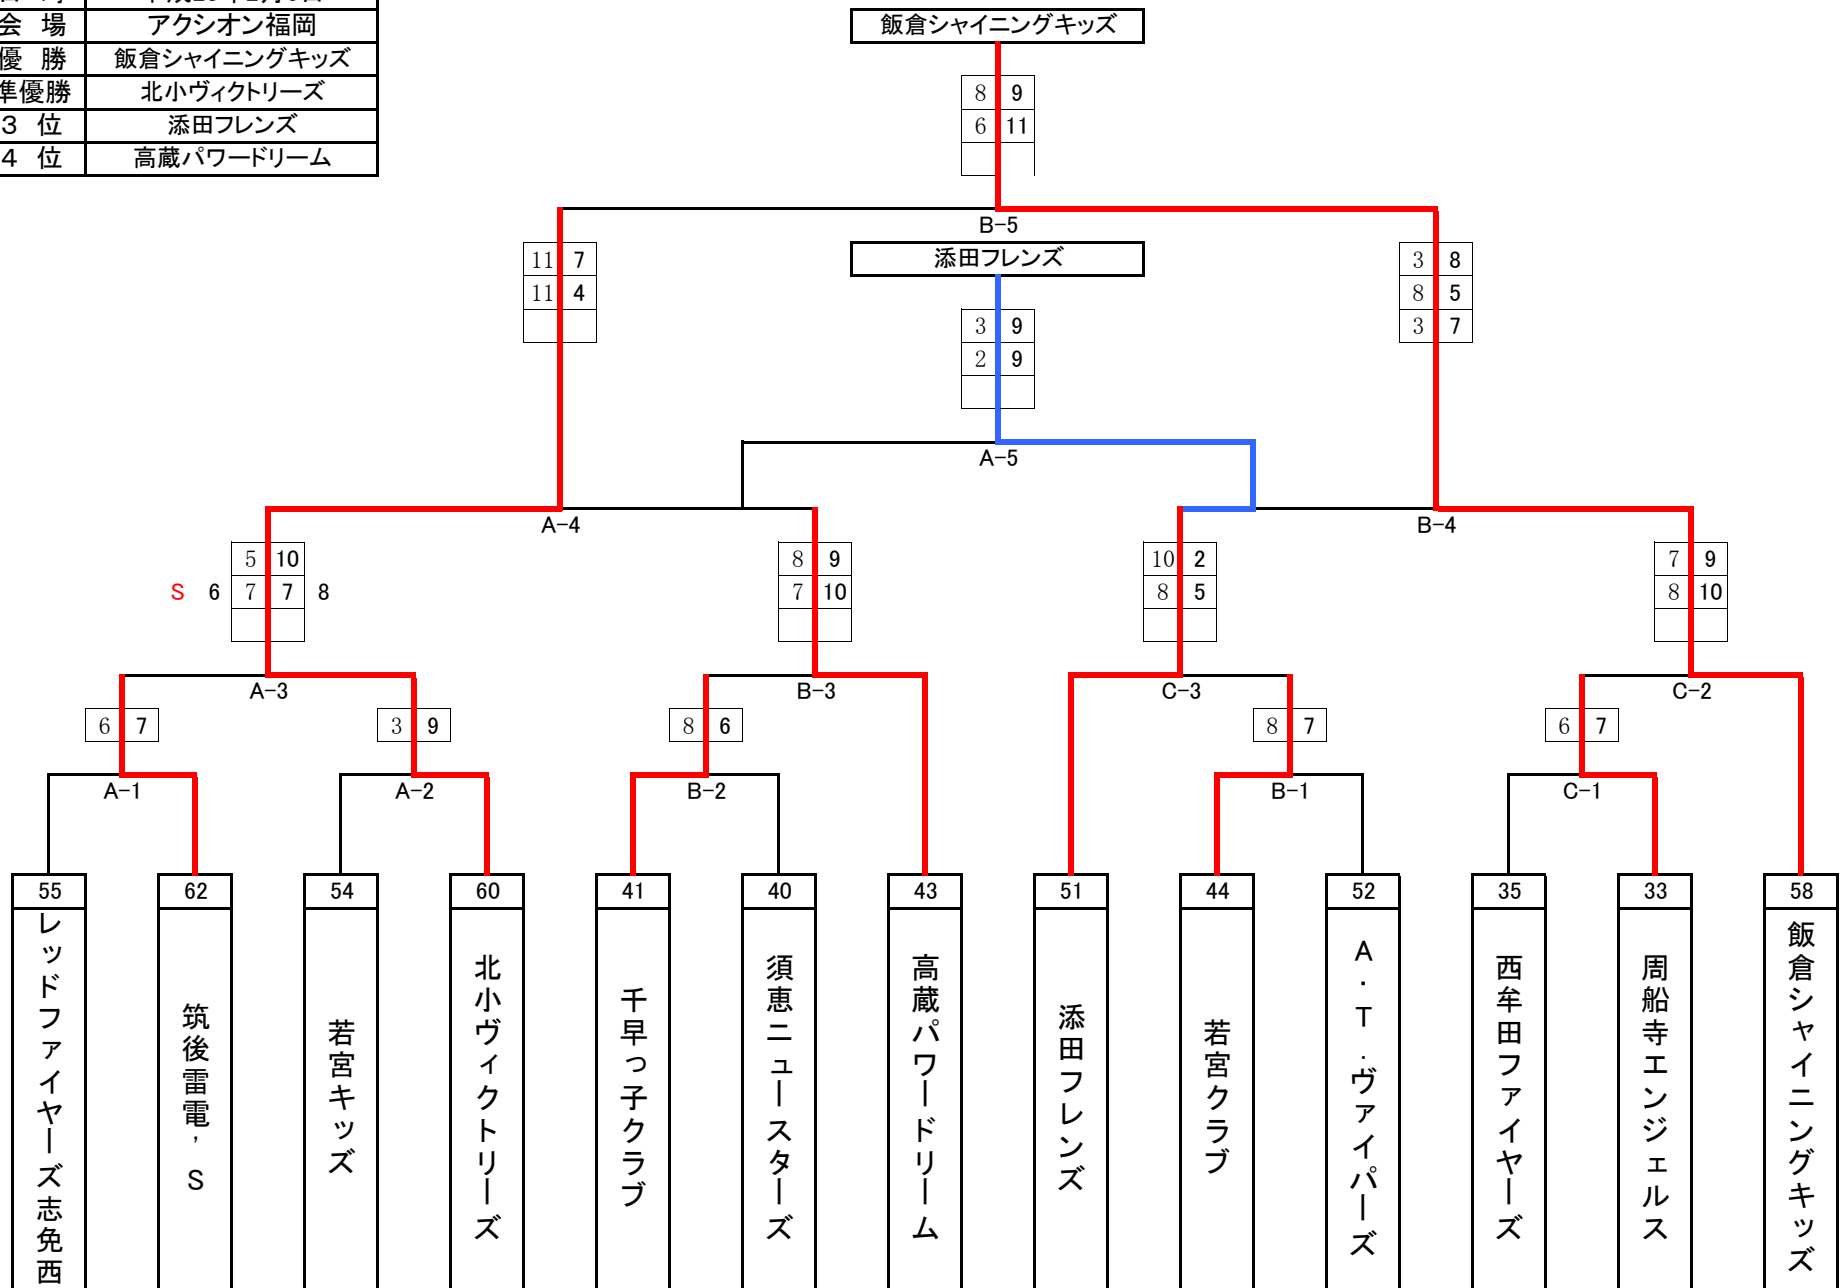 会 場 アクシオン福岡
優 勝 飯倉シャイニングキッズ
準優勝 北小ヴィクトリーズ
3 位 添田フレンズ
4 位 高蔵パワードリーム
飯倉シャイニングキッズ
8 9
6 11
B-5
添田フレンズ
11 7
11 4
3 8
8 5
3 7
3 9
2 9
A-5
A-4
B-4
5 10
S 6 7 7 8
8 9
7 10
10 2
8 5
7 9
8 10
A-3
B-3
C-3
C-2
6 7
3 9
8 6
8 7
6 7
A-1
A-2
B-2
B-1
C-1
55
62
54
60
41
40
43
51
44
52
35
33
58
レッドファイヤーズ志免西
筑後雷電’S
若宮キッズ
北小ヴィクトリーズ
千早っ子クラブ
須恵ニュースターズ
高蔵パワードリーム
添田フレンズ
若宮クラブ
A.T.ヴァイパーズ
西牟田ファイヤーズ
周船寺エンジェルス
飯倉シャイニングキッズ